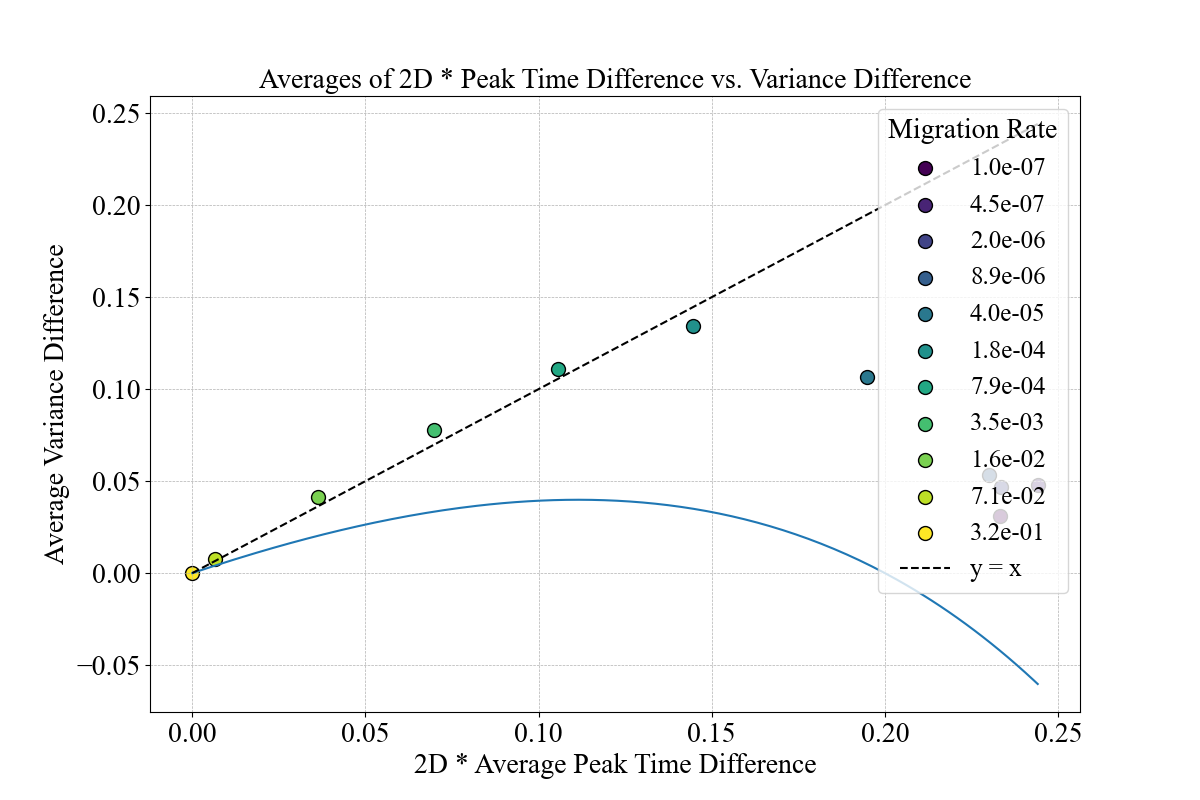 Averages of 2D * Peak Time Difference vs. Variance Difference
Average Variance Difference
0.25
0.20
0.15
0.10
0.05
0.00
−0.05
Migration Rate
1.0e-07
4.5e-07
2.0e-06
8.9e-06
4.0e-05
1.8e-04
7.9e-04
3.5e-03
1.6e-02
7.1e-02
3.2e-01
y = x
0.00 0.05 0.10 0.15 0.20 0.25
2D * Average Peak Time Difference